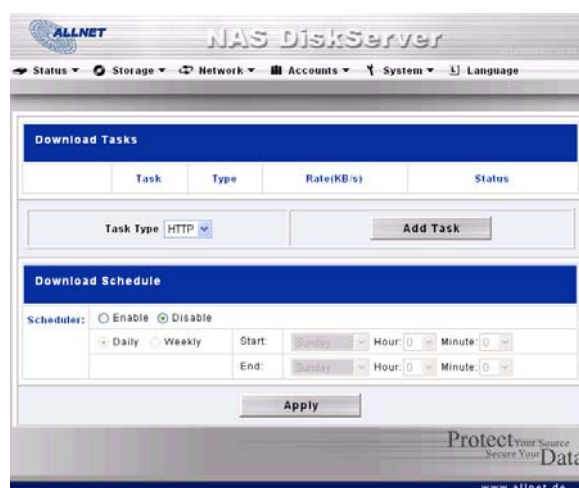 ALLNET
NAS DiskServer
Status Storage Network Accounts System Language
Download Tasks
Task Type Rate(KB/s) Status
Task Type HTTP Add Task
Download Schedule
Scheduler: Enable Disable
Daily Weekly Start: Sunday Hour: 0 Minute: 0
End: Sunday Hour: 0 Minute: 0
Apply
Protect Your Source
Secure Your Data
www.allnet.de